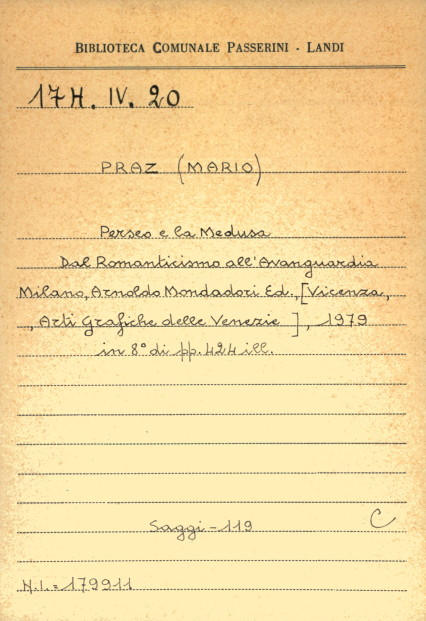 BIBLIOTECA COMUNALE PASSERINI - LANDI
17H. IV. 20
PRAZ (MARIO)
Perseo e la Medusa
Dal Romanticismo all'Avanguardia
Milano, Arnoldo Mondadori Ed., [Vicenza,
, Arti Grafiche delle Venezie ], 1979
in 8° di pp. 424 ill.
Saggi - 119
C
N.I. = 179911